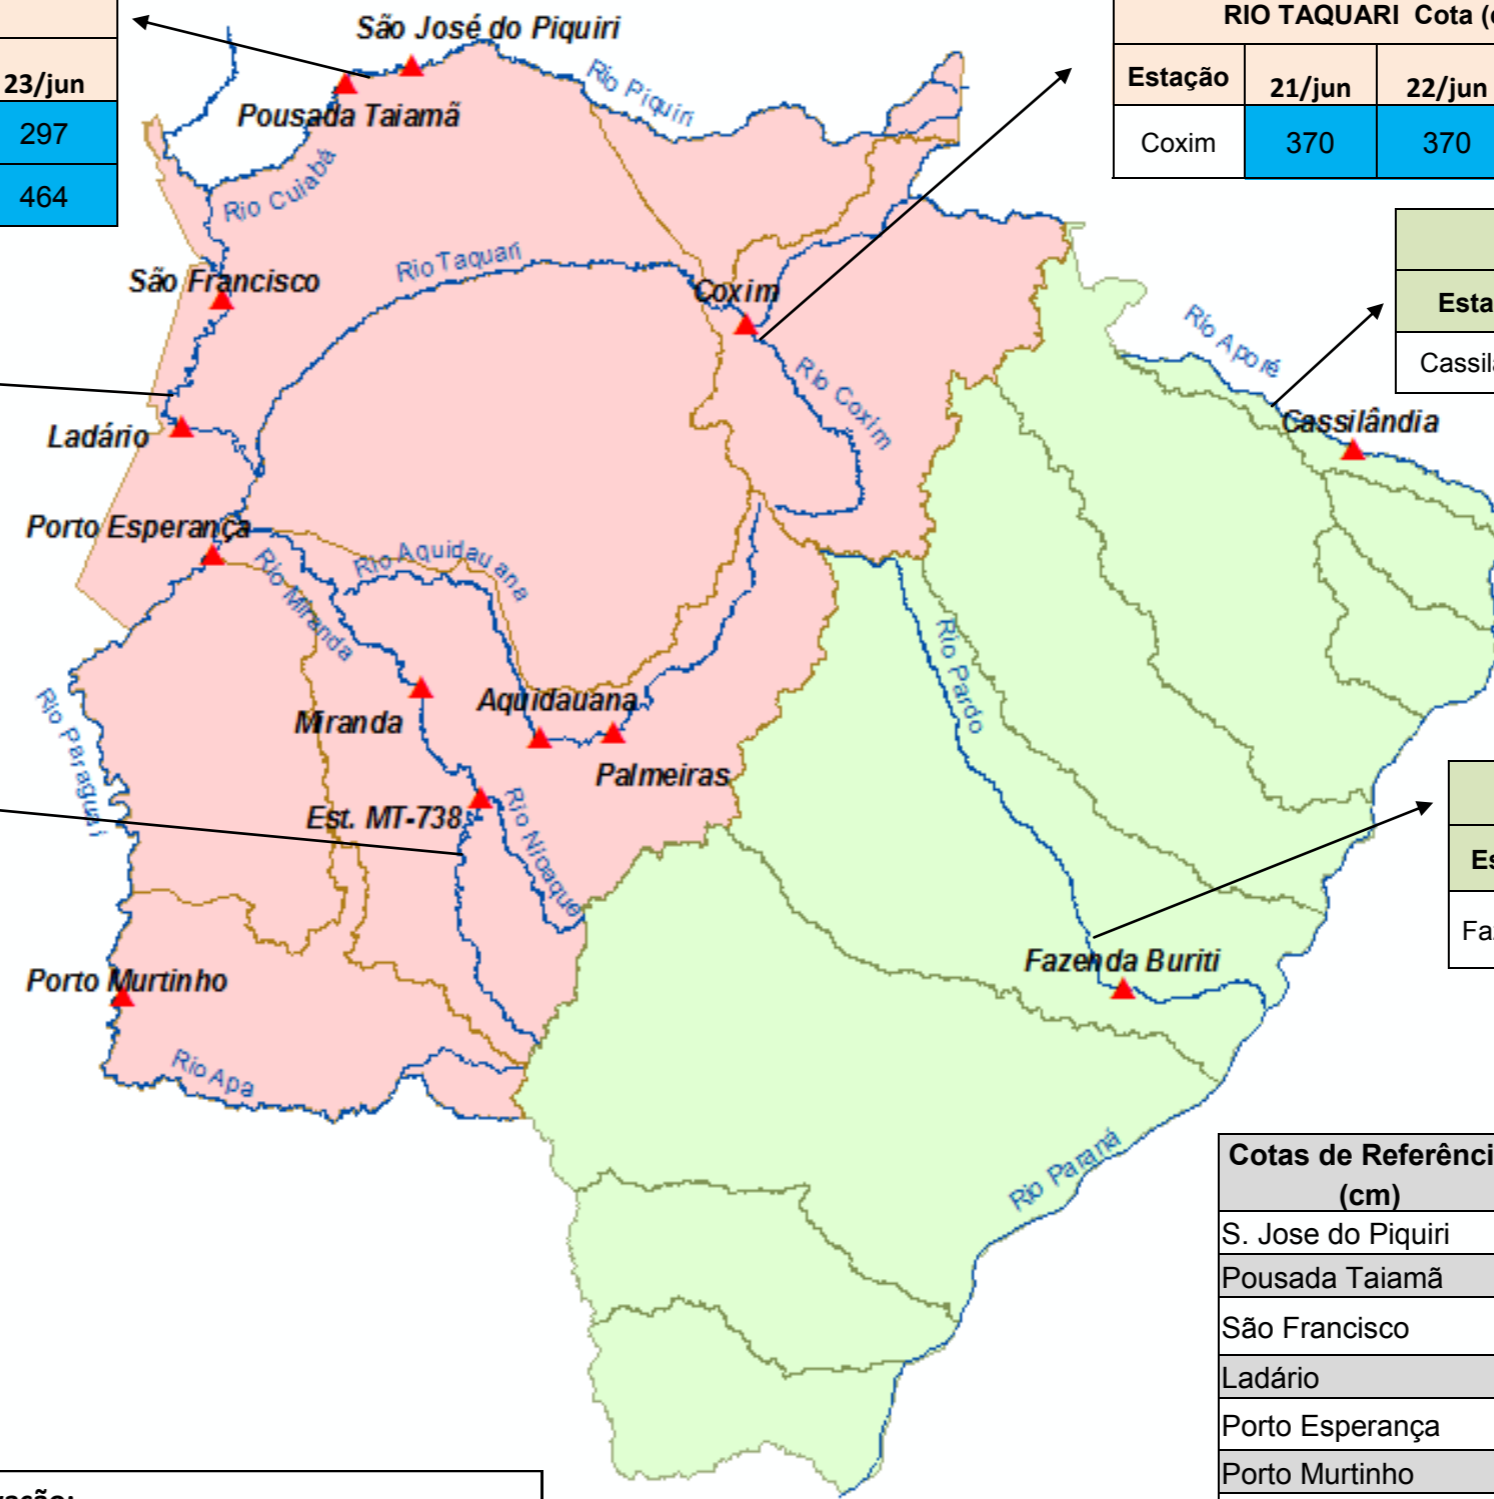 RIO TAQUARI Cota (
Estação
21/jun
22/jun
Coxim
370
370
23/jun
297
464
São José do Piquiri
Pousada Taiamã
Rio Piquiri
Rio Cuiabá
São Francisco
Rio Taquari
Coxim
Rio Coxim
Rio Aporé
Cassilândia
Ladário
Porto Esperança
Rio Miranda
Rio Aquidauana
Rio Paraguai
Miranda
Aquidauana
Palmeiras
Est. MT-738
Rio Nioaque
Rio Pardo
Porto Murtinho
Rio Apa
Fazenda Buriti
Rio Paraná
Esta
Cassil
Es
Fa
Cotas de Referênci
(cm)
S. Jose do Piquiri
Pousada Taiamã
São Francisco
Ladário
Porto Esperança
Porto Murtinho